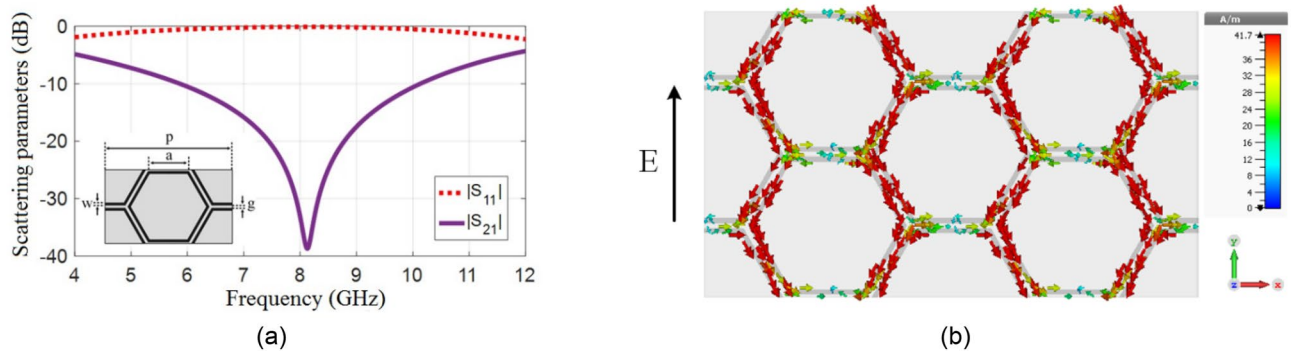 Scattering parameters (dB)
0
-10
-20
-30
-40
4
5
6
7
8
9
10
11
12
Frequency (GHz)
p
a
w
g
|S11|
|S21|
(a)
E
A/m
41.7
36
32
28
24
20
16
12
8
4
0
y
z
x
(b)